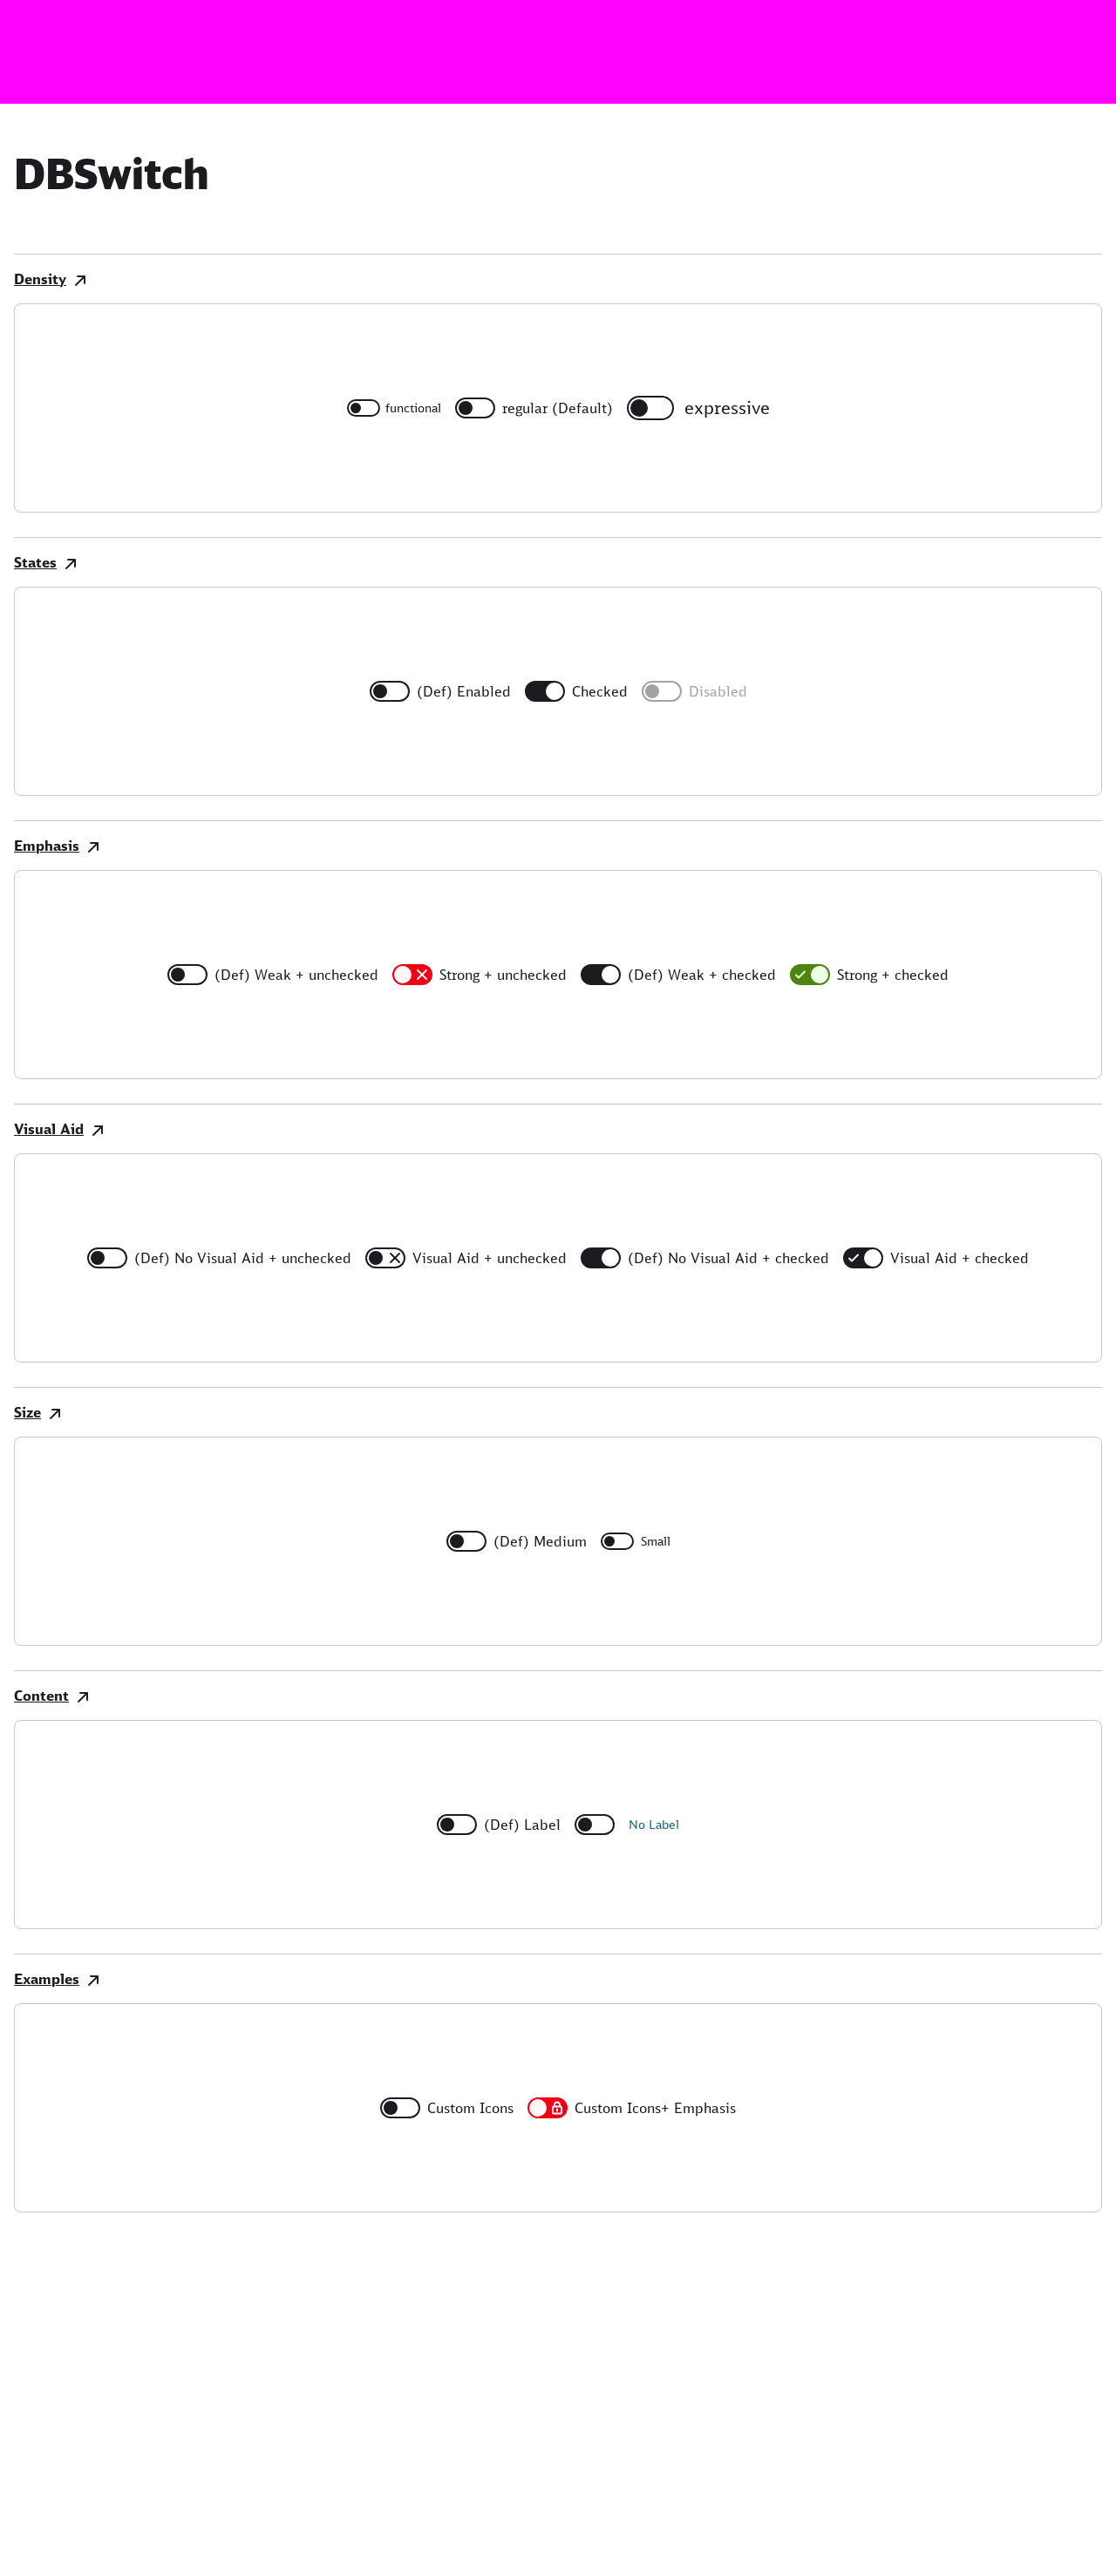 DBSwitch
Density
functional regular (Default) expressive
States
(Def) Enabled Checked Disabled
Emphasis
(Def) Weak + unchecked Strong + unchecked (Def) Weak + checked Strong + checked
Visual Aid
(Def) No Visual Aid + unchecked Visual Aid + unchecked (Def) No Visual Aid + checked Visual Aid + checked
Size
(Def) Medium Small
Content
(Def) Label No Label
Examples
Custom Icons Custom Icons+ Emphasis